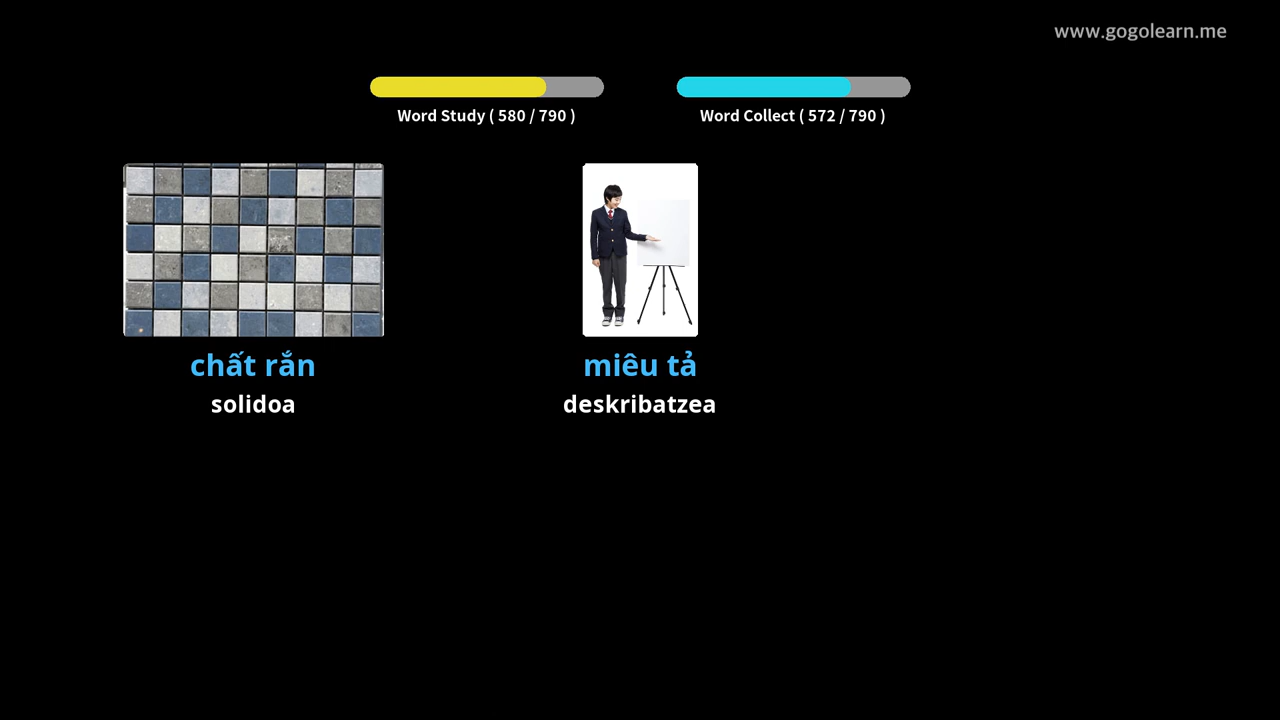 www.gogolearn.me
Word Study ( 580 / 790 )
Word Collect ( 572 / 790 )
chất rắn
solidoa
miêu tả
deskribatzea